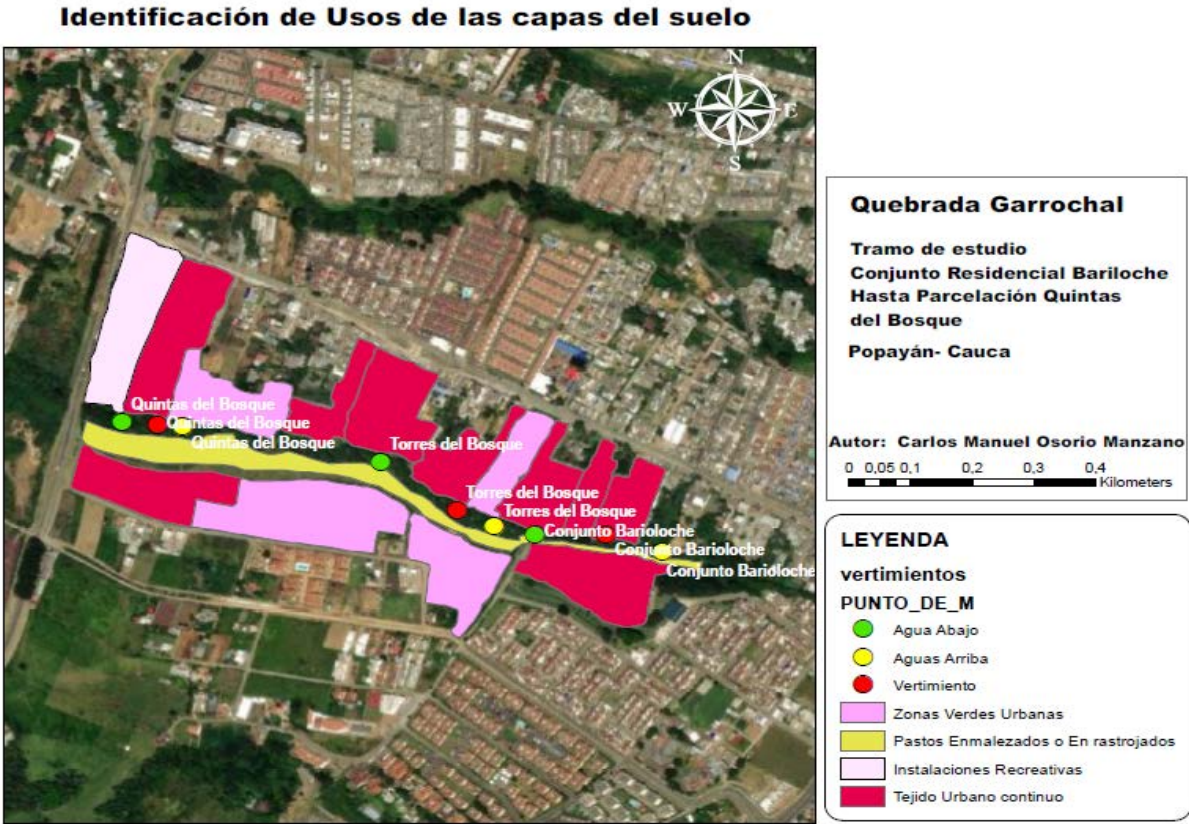 Identificación de Usos de las capas del suelo
N
W
E
S
Quintas del Bosque
Quintas del Bosque
Quintas del Bosque
Torres del Bosque
Torres del Bosque
Torres del Bosque
Conjunto Barioloche
Conjunto Barioloche
Conjunto Barioloche
Quebrada Garrochal
Tramo de estudio
Conjunto Residencial Bariloche
Hasta Parcelación Quintas
del Bosque
Popayán- Cauca
Autor: Carlos Manuel Osorio Manzano
0 0,05 0,1 0,2 0,3 0,4
Kilometers
LEYENDA
vertimientos
PUNTO_DE_M
Agua Abajo
Aguas Arriba
Vertimiento
Zonas Verdes Urbanas
Pastos Enmalezados o En rastrojados
Instalaciones Recreativas
Tejido Urbano continuo